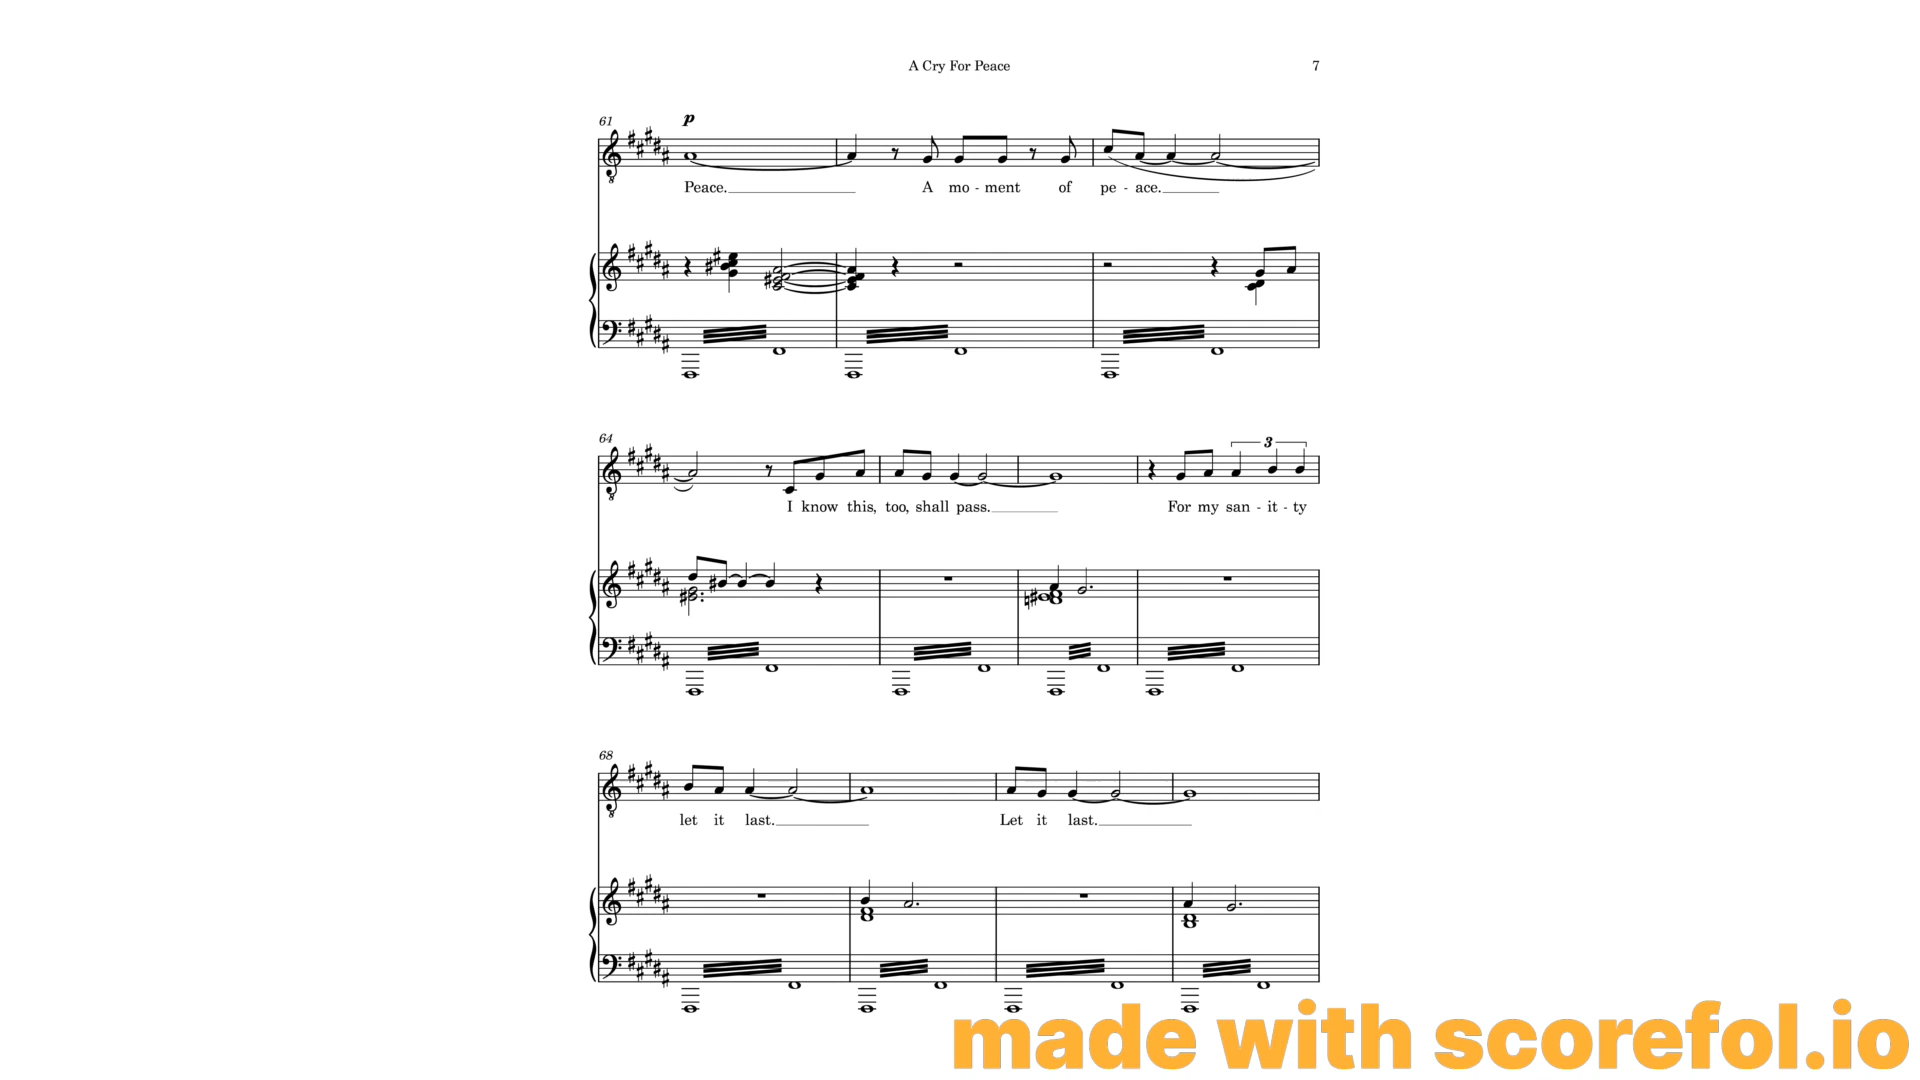 A Cry For Peace 7
61
p
Peace. A mo - ment of pe - ace.
64
3
I know this, too, shall pass. For my san - it - ty
68
let it last. Let it last.
made with scorefol.io